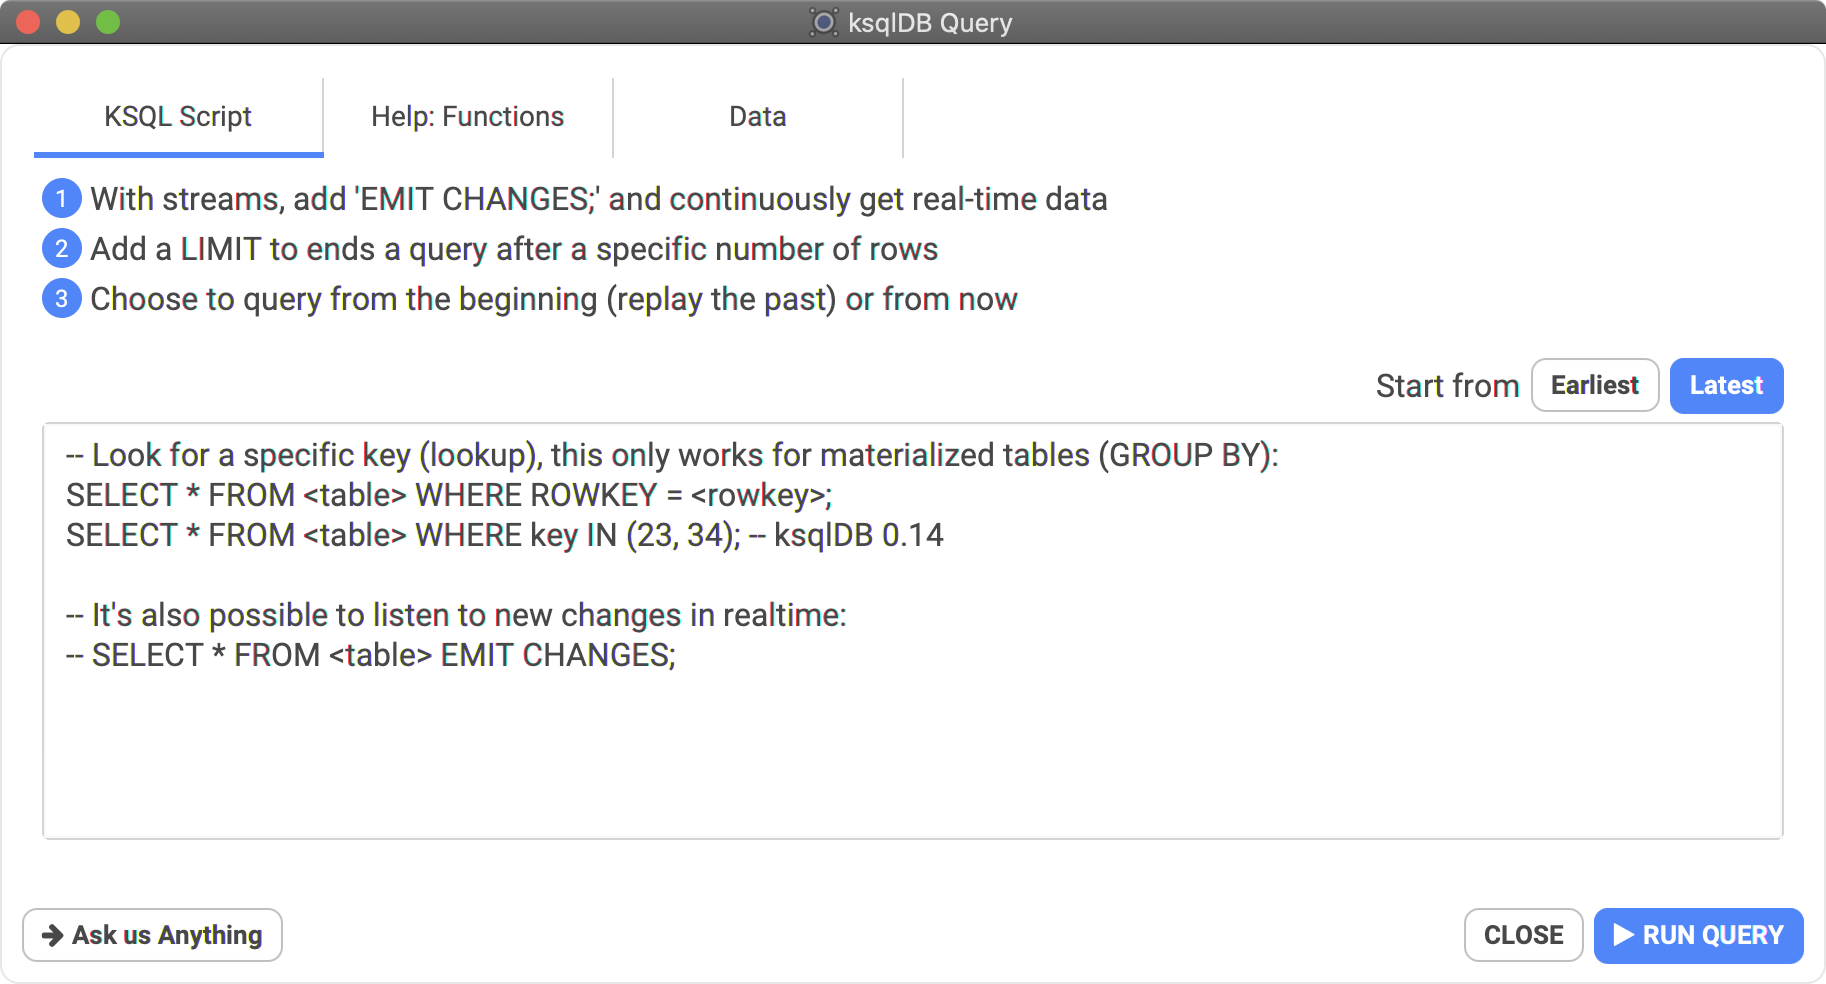 ksqlDB Query
KSQL Script
Help: Functions
Data
1 With streams, add 'EMIT CHANGES;' and continuously get real-time data
2 Add a LIMIT to ends a query after a specific number of rows
3 Choose to query from the beginning (replay the past) or from now
Start from Earliest Latest
-- Look for a specific key (lookup), this only works for materialized tables (GROUP BY):
SELECT * FROM <table> WHERE ROWKEY = <rowkey>;
SELECT * FROM <table> WHERE key IN (23, 34); -- ksqlDB 0.14
-- It's also possible to listen to new changes in realtime:
-- SELECT * FROM <table> EMIT CHANGES;
Ask us Anything
CLOSE
RUN QUERY